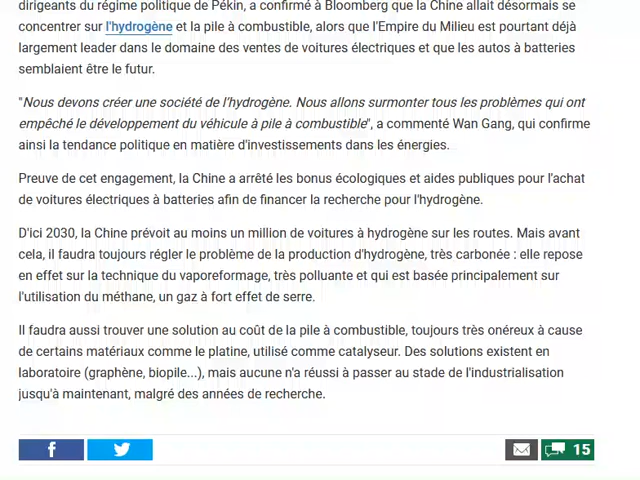 dirigeants du régime politique de Pékin, a confirmé à Bloomberg que la Chine allait désormais se
concentrer sur l'hydrogène et la pile à combustible, alors que l'Empire du Milieu est pourtant déjà
largement leader dans le domaine des ventes de voitures électriques et que les autos à batteries
semblaient être le futur.
"Nous devons créer une société de l'hydrogène. Nous allons surmonter tous les problèmes qui ont
empêché le développement du véhicule à pile à combustible", a commenté Wan Gang, qui confirme
ainsi la tendance politique en matière d'investissements dans les énergies.
Preuve de cet engagement, la Chine a arrêté les bonus écologiques et aides publiques pour l'achat
de voitures électriques à batteries afin de financer la recherche pour l'hydrogène.
D'ici 2030, la Chine prévoit au moins un million de voitures à hydrogène sur les routes. Mais avant
cela, il faudra toujours régler le problème de la production d'hydrogène, très carbonée : elle repose
en effet sur la technique du vaporeformage, très polluante et qui est basée principalement sur
l'utilisation du méthane, un gaz à fort effet de serre.
Il faudra aussi trouver une solution au coût de la pile à combustible, toujours très onéreux à cause
de certains matériaux comme le platine, utilisé comme catalyseur. Des solutions existent en
laboratoire (graphène, biopile...), mais aucune n'a réussi à passer au stade de l'industrialisation
jusqu'à maintenant, malgré des années de recherche.
15